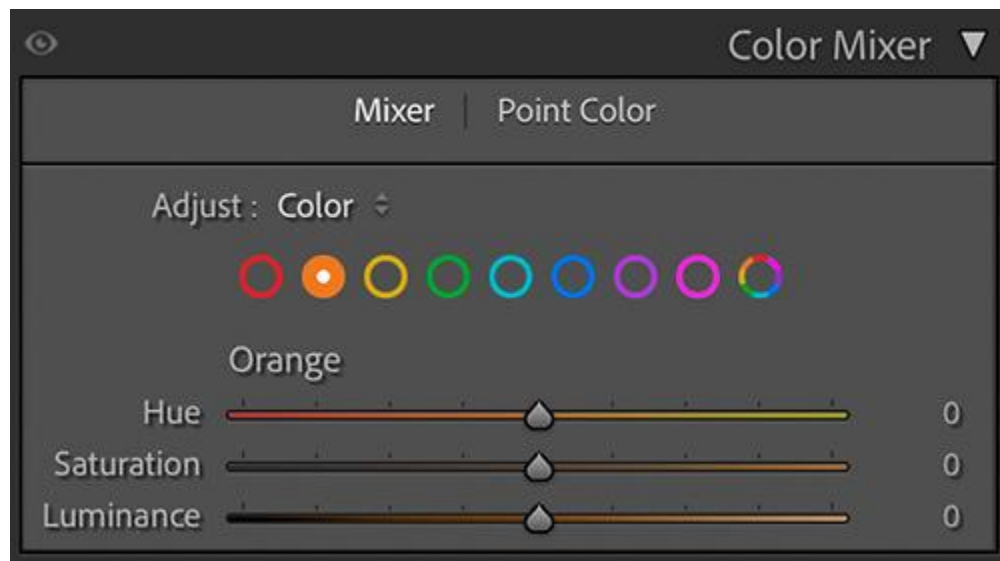 Color Mixer
Mixer | Point Color
Adjust : Color
Orange
Hue 0
Saturation 0
Luminance 0